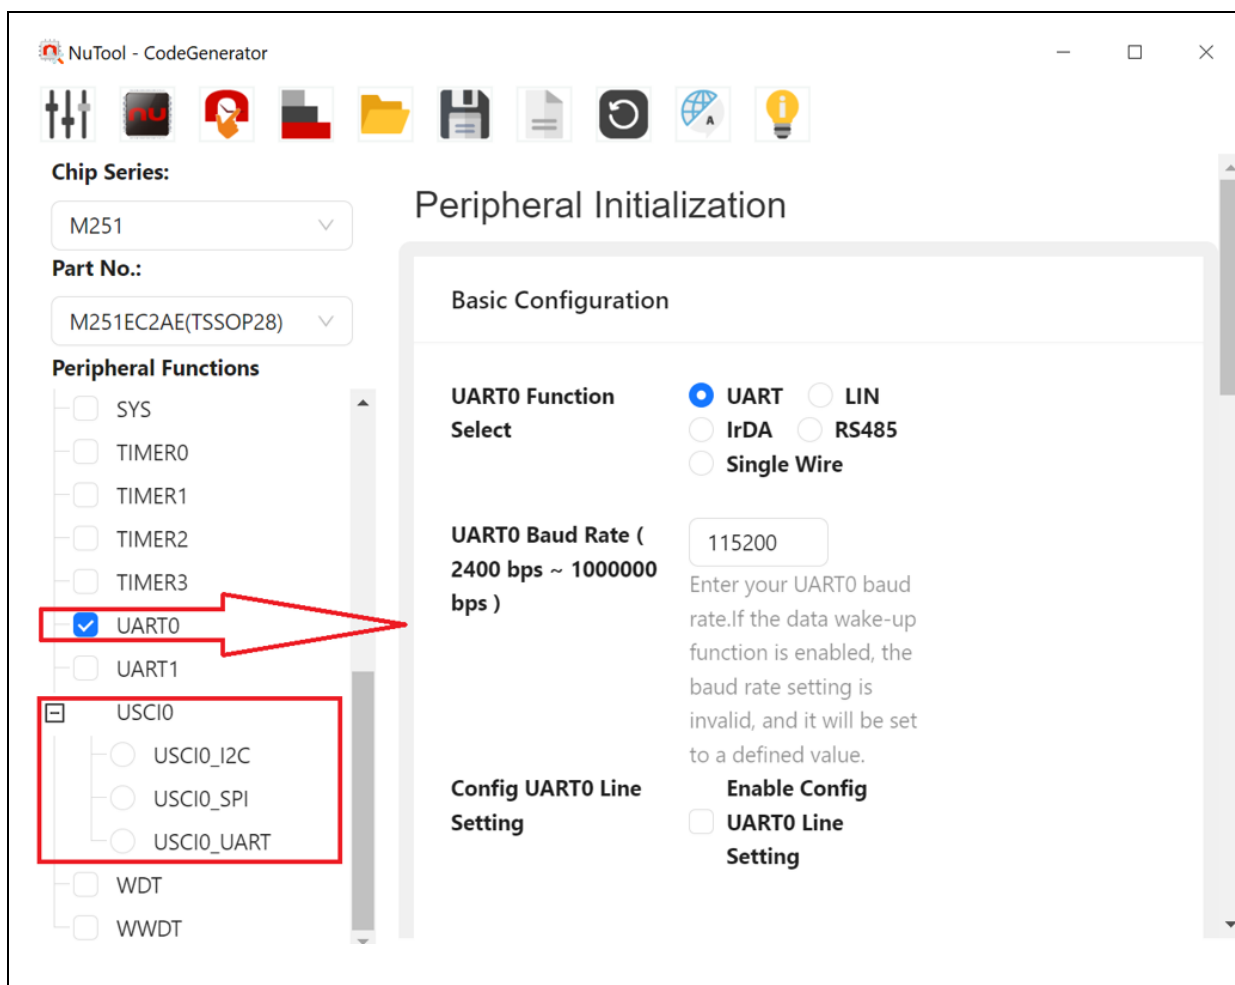 NuTool - CodeGenerator
nu
A
i
Chip Series:
M251
Part No.:
M251EC2AE(TSSOP28)
Peripheral Functions
SYS
TIMER0
TIMER1
TIMER2
TIMER3
UART0
UART1
USCI0
USCI0_I2C
USCI0_SPI
USCI0_UART
WDT
WWDT
Peripheral Initialization
Basic Configuration
UART0 Function
Select
UART LIN
IrDA RS485
Single Wire
UART0 Baud Rate (
2400 bps ~ 1000000
bps )
115200
Enter your UART0 baud
rate.If the data wake-up
function is enabled, the
baud rate setting is
invalid, and it will be set
to a defined value.
Config UART0 Line
Setting
Enable Config
UART0 Line
Setting